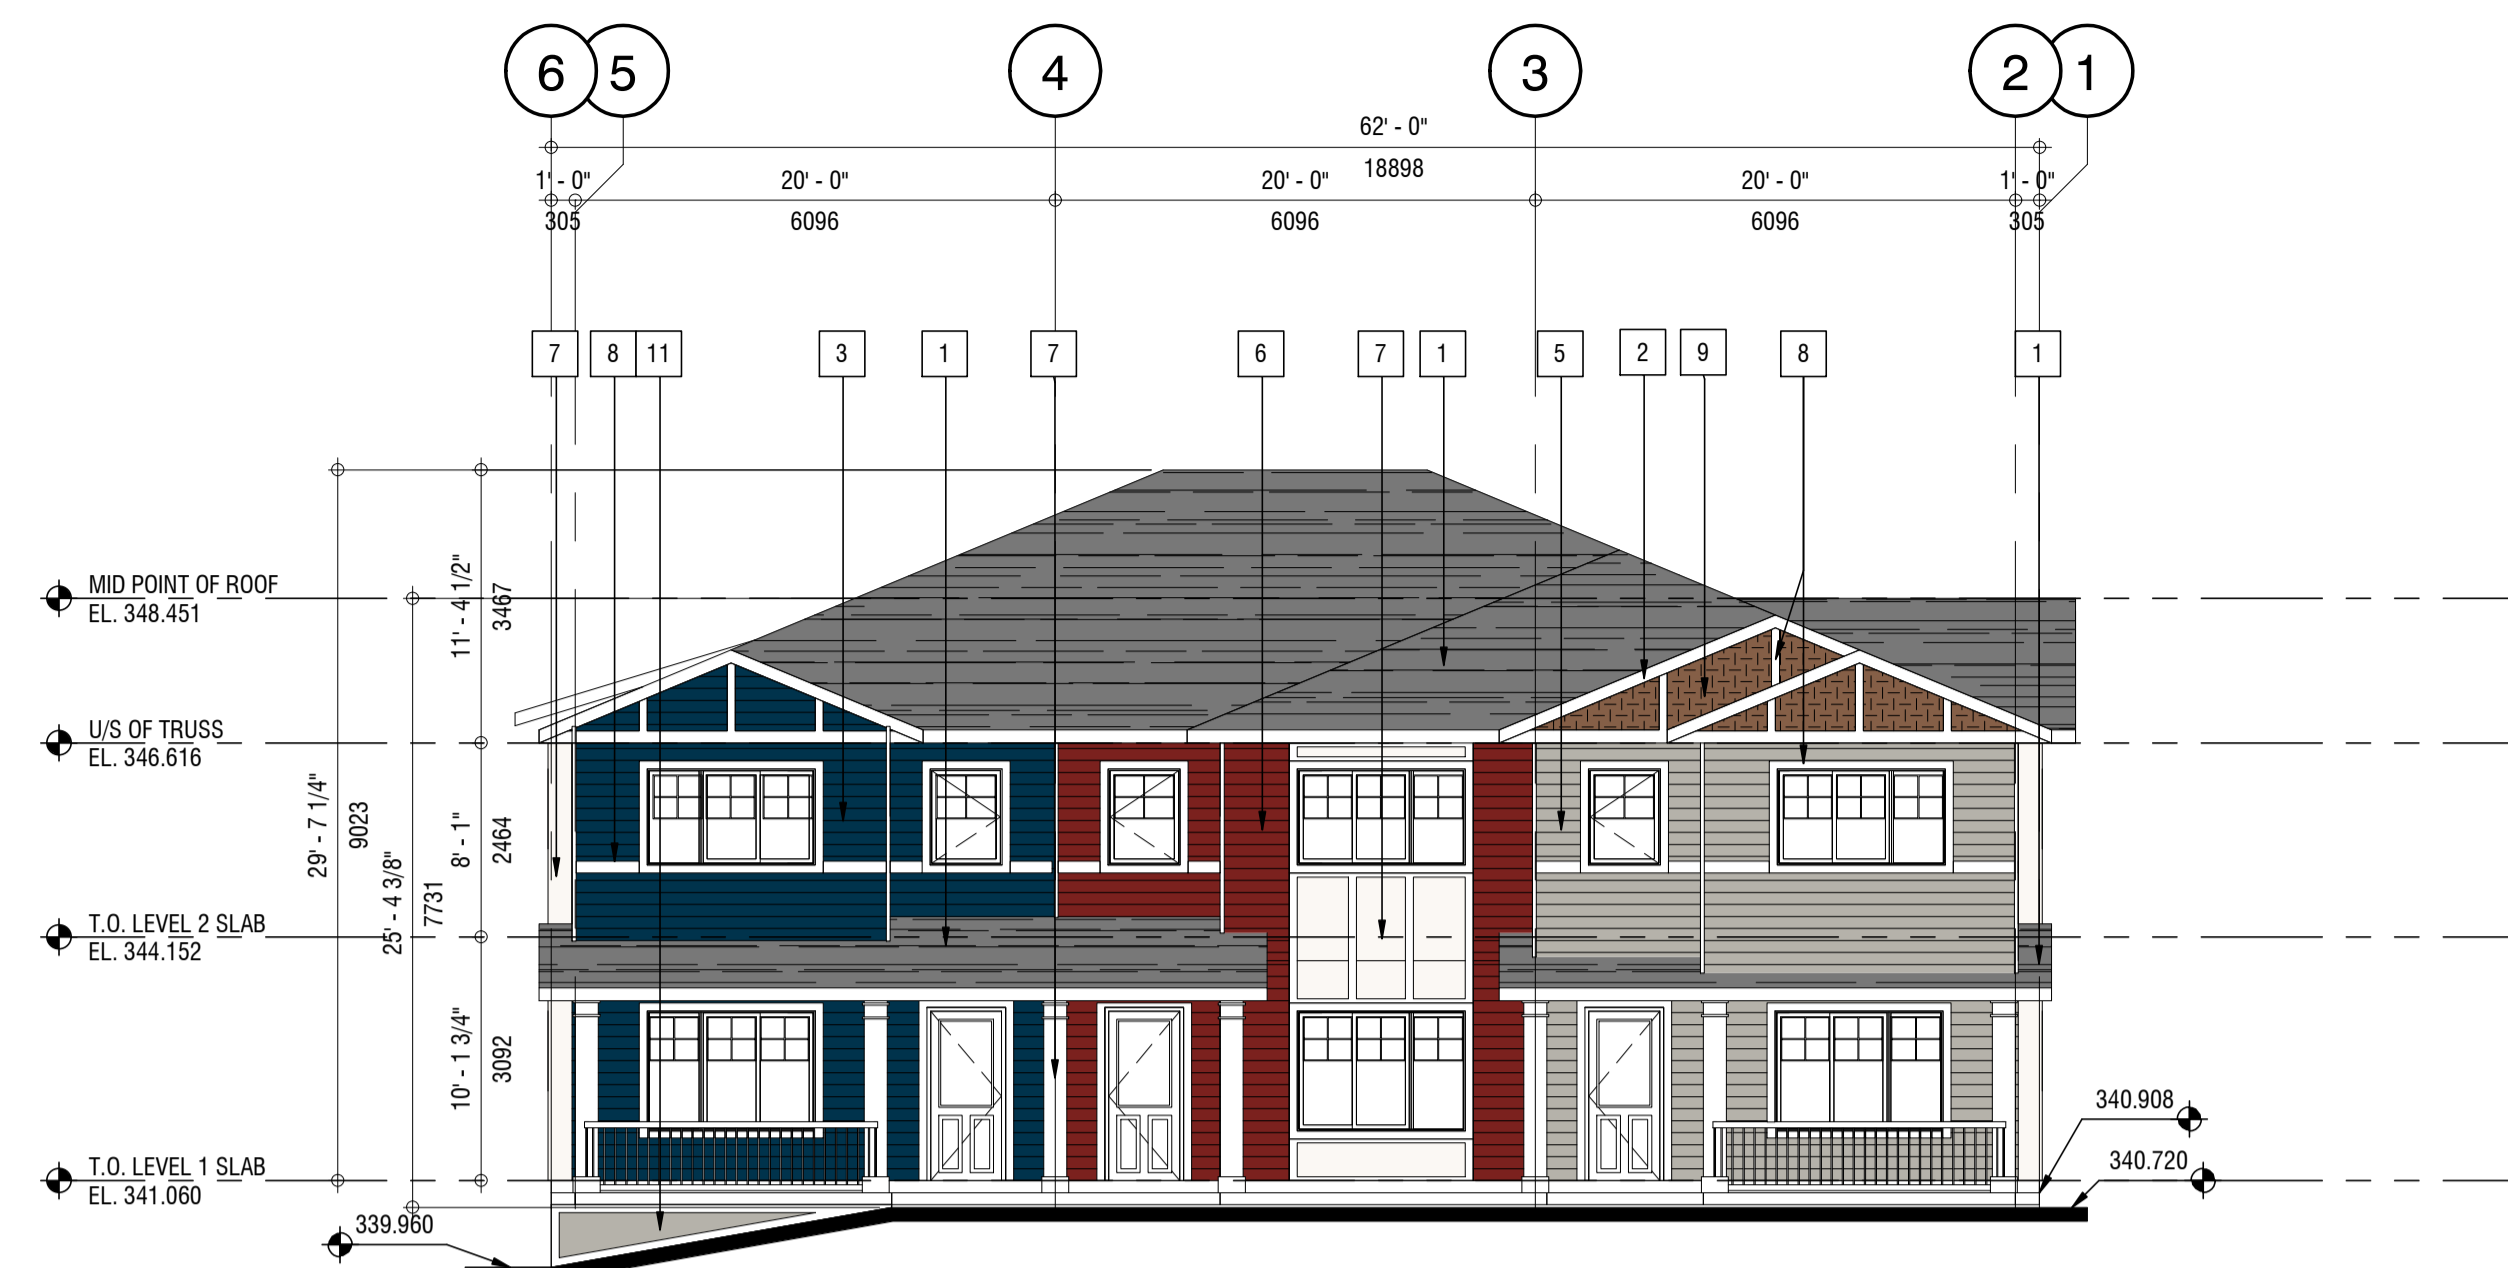 6 5 4 3 2 1
62' - 0"
18898
1' - 0" 20' - 0" 20' - 0" 20' - 0" 1' - 0"
305 6096 6096 6096 305
7 8 11 3 1 7 6 7 1 5 2 9 8 1
MID POINT OF ROOF
EL. 348.451
U/S OF TRUSS
EL. 346.616
T.O. LEVEL 2 SLAB
EL. 344.152
T.O. LEVEL 1 SLAB
EL. 341.060
29' - 7 1/4"
9023
25' - 4 3/8"
7731
11' - 4 1/2"
3467
8' - 1"
2464
10' - 1 3/4"
3092
339.960
340.908
340.720